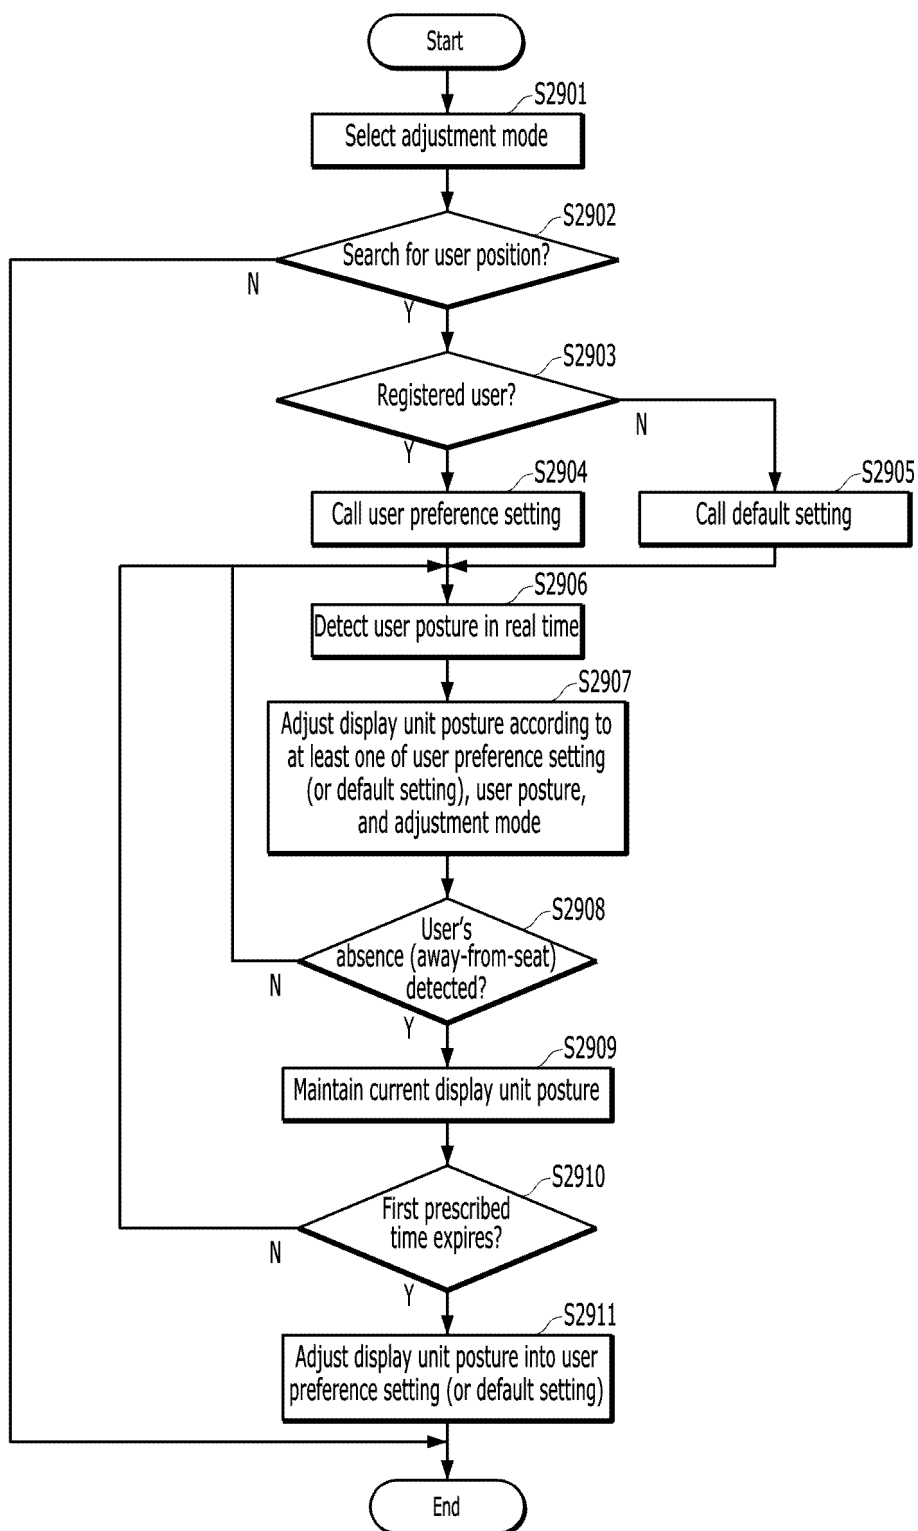 Start
S2901
Select adjustment mode
S2902
Search for user position?
N
Y
S2903
Registered user?
N
Y
S2904
Call user preference setting
S2905
Call default setting
S2906
Detect user posture in real time
S2907
Adjust display unit posture according to
at least one of user preference setting
(or default setting), user posture,
and adjustment mode
S2908
User's
absence (away-from-seat)
detected?
N
Y
S2909
Maintain current display unit posture
S2910
First prescribed
time expires?
N
Y
S2911
Adjust display unit posture into user
preference setting (or default setting)
End